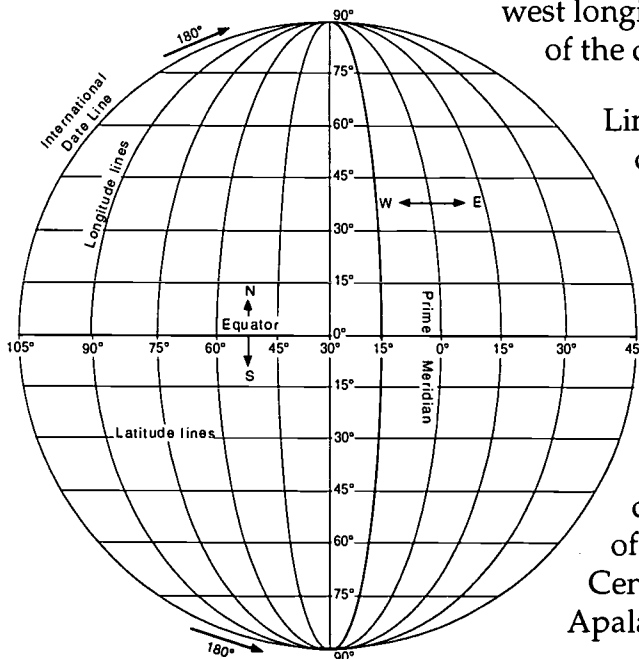 90°
west longi
180°
of the c
75°
International
Date Line
60°
Lin
Longitude lines
45°
W E
30°
15°
N
Prime
Equator
0°
105° 90° 75° 60° 45° 30° 15° 0° 15° 30° 45
S
Meridian
15°
Latitude lines
30°
45°
c
60°
of
Cen
75°
Apala
180°
90°